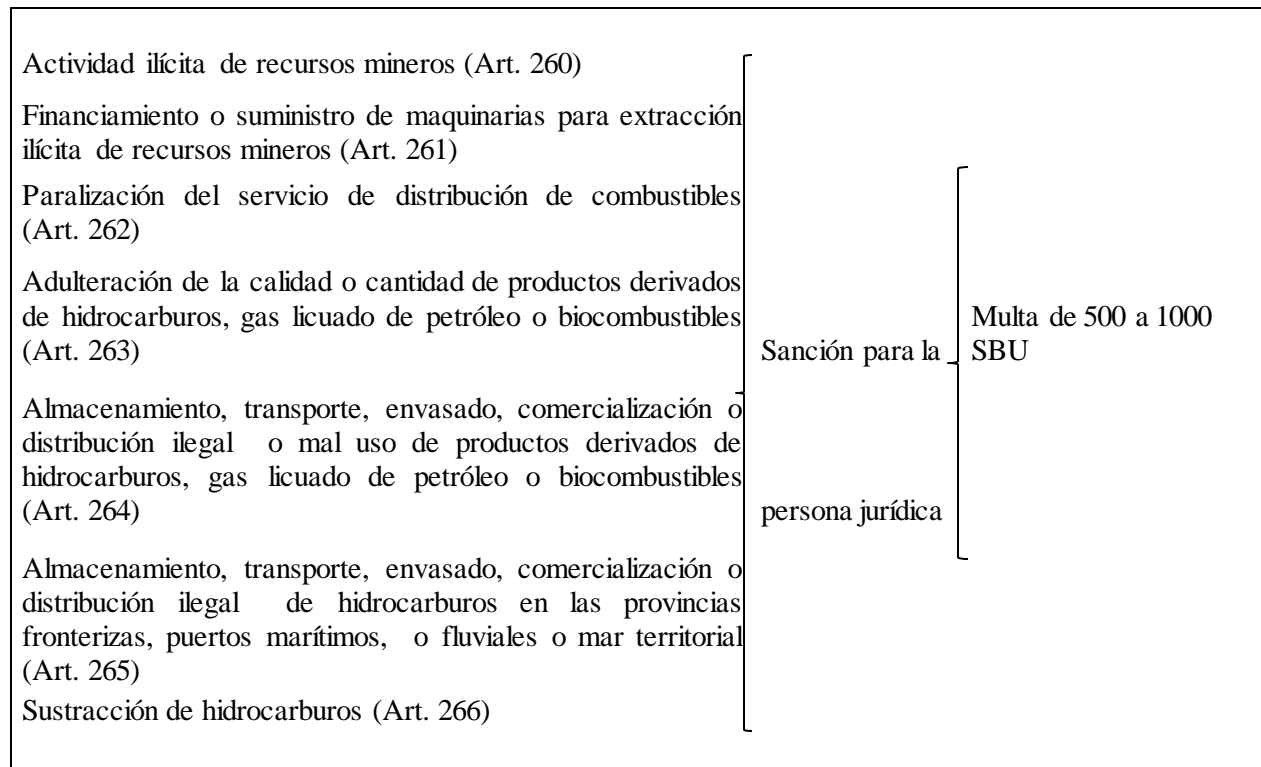 Actividad ilícita de recursos mineros (Art. 260)
Financiamiento o suministro de maquinarias para extracción
ilícita de recursos mineros (Art. 261)
Paralización del servicio de distribución de combustibles
(Art. 262)
Adulteración de la calidad o cantidad de productos derivados
de hidrocarburos, gas licuado de petróleo o biocombustibles
(Art. 263)
Almacenamiento, transporte, envasado, comercialización o
distribución ilegal o mal uso de productos derivados de
hidrocarburos, gas licuado de petróleo o biocombustibles
(Art. 264)
Almacenamiento, transporte, envasado, comercialización o
distribución ilegal de hidrocarburos en las provincias
fronterizas, puertos marítimos, o fluviales o mar territorial
(Art. 265)
Sustracción de hidrocarburos (Art. 266)
Sanción para la
persona jurídica
Multa de 500 a 1000
SBU